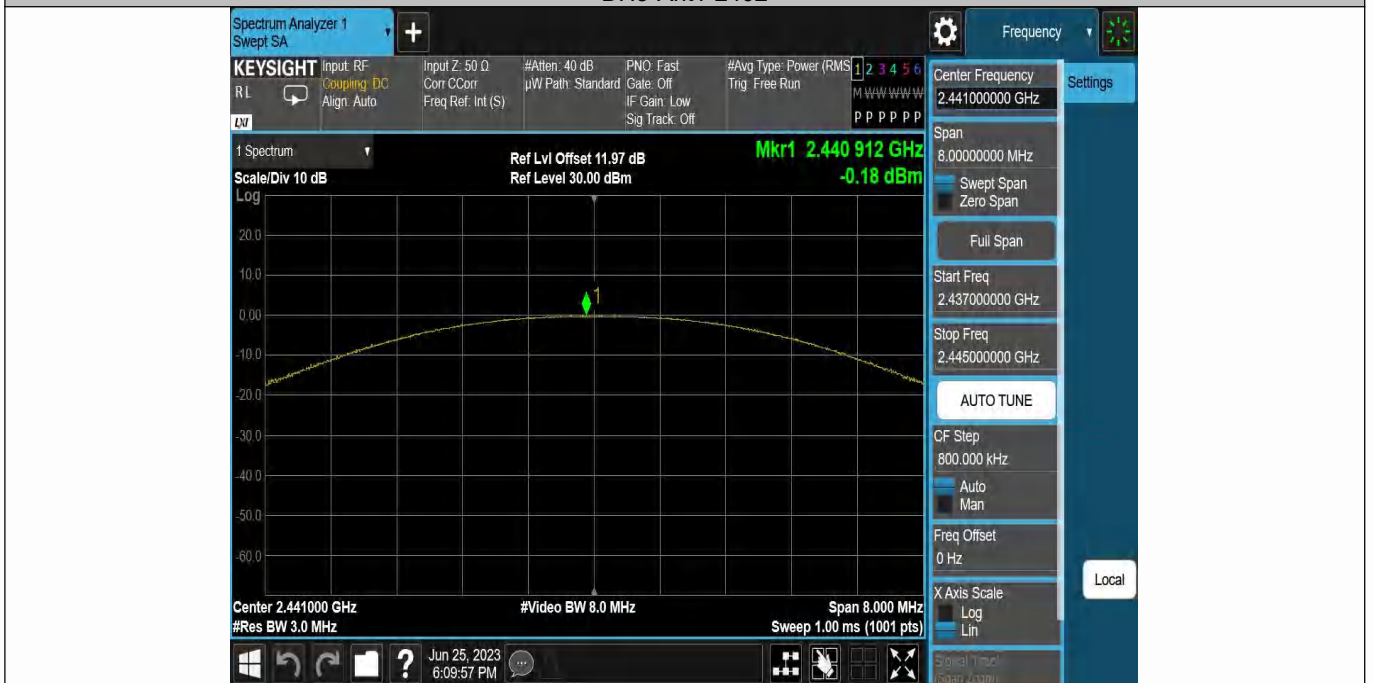 Spectrum Analyzer 1
Swept SA
Frequency
KEYSIGHT
RL
LXI
Input: RF
Coupling: DC
Align: Auto
Input Z: 50 Ω
Corr CCorr
Freq Ref: Int (S)
#Atten: 40 dB
µW Path: Standard
PNO: Fast
Gate: Off
IF Gain: Low
Sig Track: Off
#Avg Type: Power (RMS
Trig: Free Run
1 2 3 4 5 6
M W W W W W
P P P P P P
Center Frequency
2.441000000 GHz
Settings
Span
8.00000000 MHz
Swept Span
Zero Span
Full Span
Start Freq
2.437000000 GHz
Stop Freq
2.445000000 GHz
AUTO TUNE
CF Step
800.000 kHz
Auto
Man
Freq Offset
0 Hz
X Axis Scale
Log
Lin
Signal Track
(Span Zoom)
Local
1 Spectrum
Scale/Div 10 dB
Ref Lvl Offset 11.97 dB
Ref Level 30.00 dBm
Mkr1 2.440 912 GHz
-0.18 dBm
Log
20.0
10.0
0.00
-10.0
-20.0
-30.0
-40.0
-50.0
-60.0
1
Center 2.441000 GHz
#Res BW 3.0 MHz
#Video BW 8.0 MHz
Span 8.000 MHz
Sweep 1.00 ms (1001 pts)
?
Jun 25, 2023
6:09:57 PM